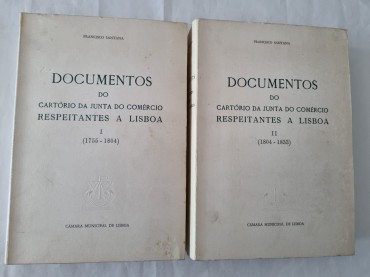 FRANCISCO SANTANA
DOCUMENTOS
DO
CARTÓRIO DA JUNTA DO COMÉRCIO
RESPEITANTES A LISBOA
I
(1755-1804)
CÂMARA MUNICIPAL DE LISBOA
FRANCISCO SANTANA
DOCUMENTOS
DO
CARTÓRIO DA JUNTA DO COMÉRCIO
RESPEITANTES A LISBOA
II
(1804-1833)
CÂMARA MUNICIPAL DE LISBOA